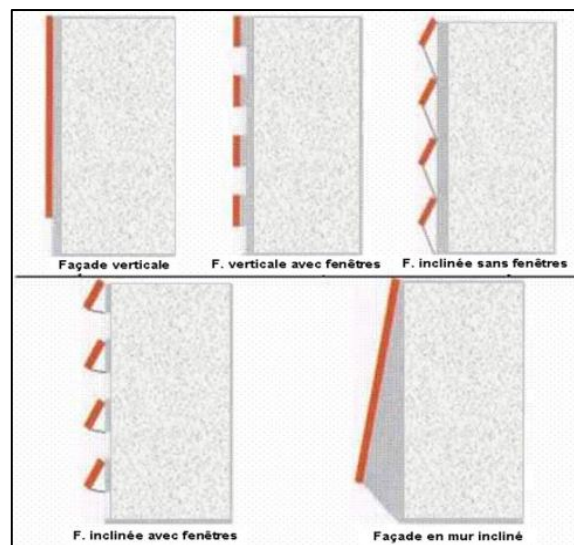 Façade verticale
F. verticale avec fenêtres
F. inclinée sans fenêtres
F. inclinée avec fenêtres
Façade en mur incliné